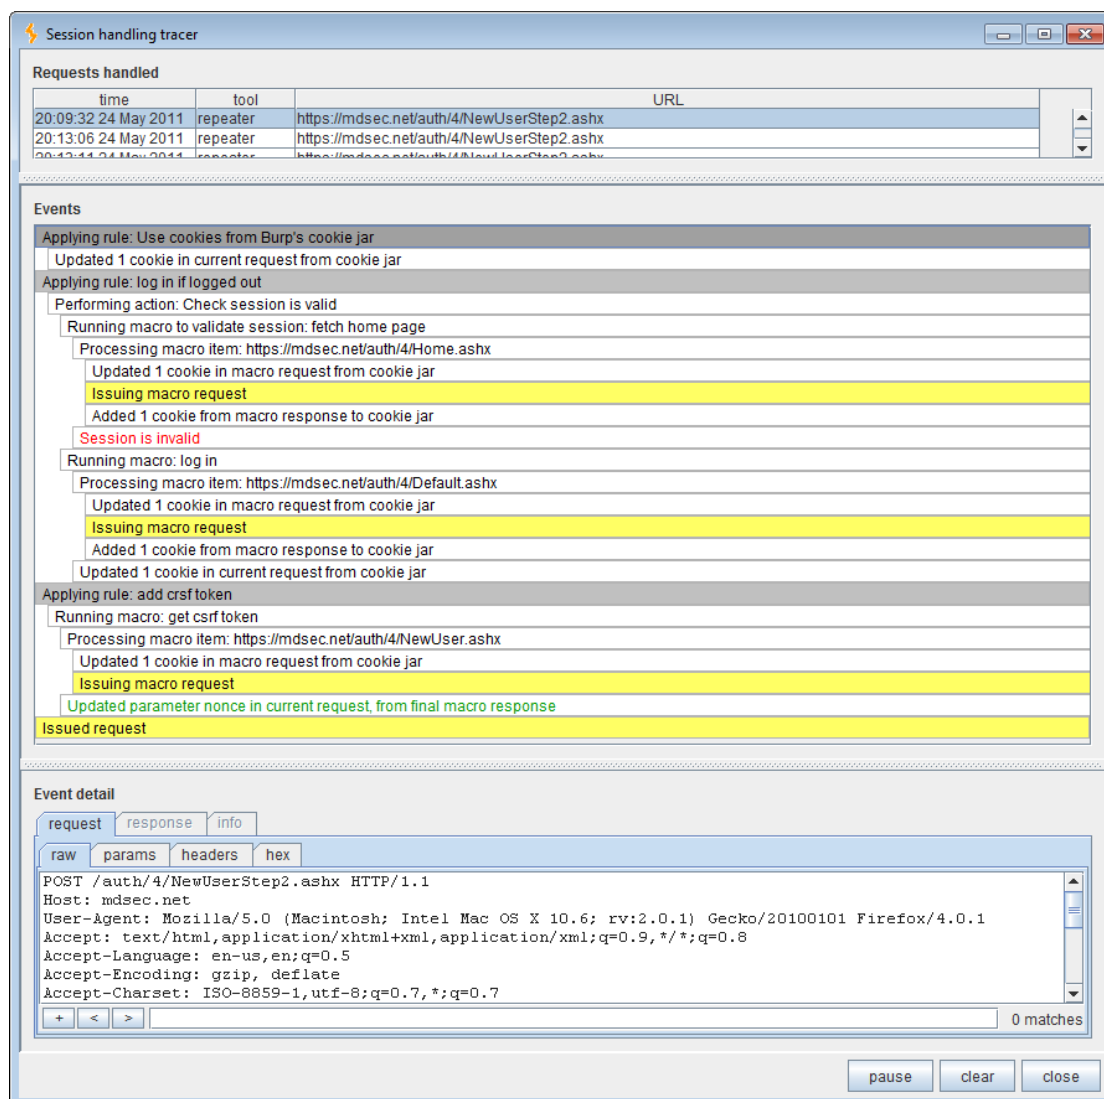 Session handling tracer
Requests handled
time tool URL
20:09:32 24 May 2011 repeater https://mdsec.net/auth/4/NewUserStep2.ashx
20:13:06 24 May 2011 repeater https://mdsec.net/auth/4/NewUserStep2.ashx
20:13:11 24 May 2011 repeater https://mdsec.net/auth/4/NewUserStep2.ashx
Events
Applying rule: Use cookies from Burp's cookie jar
Updated 1 cookie in current request from cookie jar
Applying rule: log in if logged out
Performing action: Check session is valid
Running macro to validate session: fetch home page
Processing macro item: https://mdsec.net/auth/4/Home.ashx
Updated 1 cookie in macro request from cookie jar
Issuing macro request
Added 1 cookie from macro response to cookie jar
Session is invalid
Running macro: log in
Processing macro item: https://mdsec.net/auth/4/Default.ashx
Updated 1 cookie in macro request from cookie jar
Issuing macro request
Added 1 cookie from macro response to cookie jar
Updated 1 cookie in current request from cookie jar
Applying rule: add crsf token
Running macro: get csrf token
Processing macro item: https://mdsec.net/auth/4/NewUser.ashx
Updated 1 cookie in macro request from cookie jar
Issuing macro request
Updated parameter nonce in current request, from final macro response
Issued request
Event detail
request response info
raw params headers hex
POST /auth/4/NewUserStep2.ashx HTTP/1.1
Host: mdsec.net
User-Agent: Mozilla/5.0 (Macintosh; Intel Mac OS X 10.6; rv:2.0.1) Gecko/20100101 Firefox/4.0.1
Accept: text/html,application/xhtml+xml,application/xml;q=0.9,*/*;q=0.8
Accept-Language: en-us,en;q=0.5
Accept-Encoding: gzip, deflate
Accept-Charset: ISO-8859-1,utf-8;q=0.7,*;q=0.7
+ < > 0 matches
pause clear close